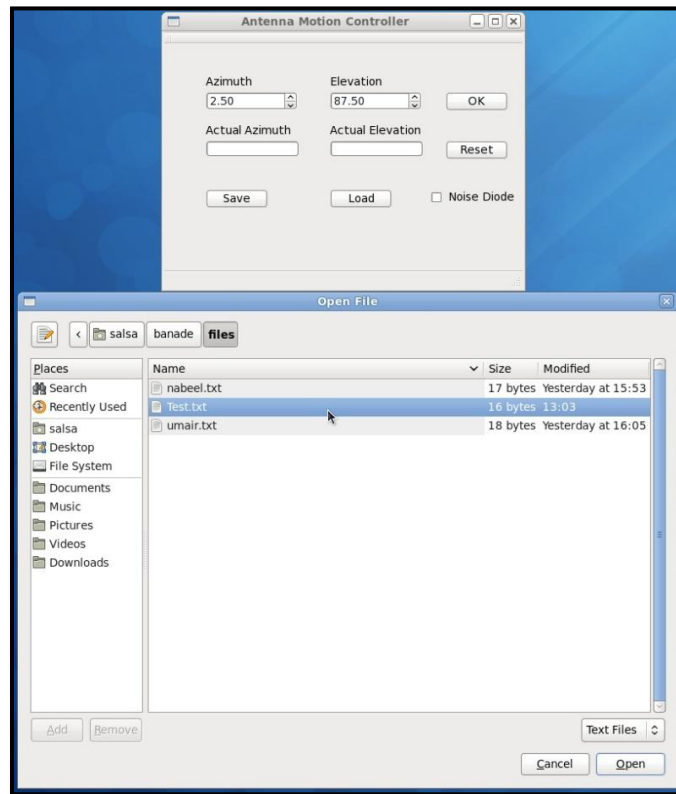 Antenna Motion Controller
Azimuth Elevation
2.50 87.50 OK
Actual Azimuth Actual Elevation
Reset
Save Load Noise Diode
Open File
salsa banade files
Places Name Size Modified
Search nabeel.txt 17 bytes Yesterday at 15:53
Recently Used Test.txt 16 bytes 13:03
salsa umair.txt 18 bytes Yesterday at 16:05
Desktop
File System
Documents
Music
Pictures
Videos
Downloads
Add Remove Text Files
Cancel Open